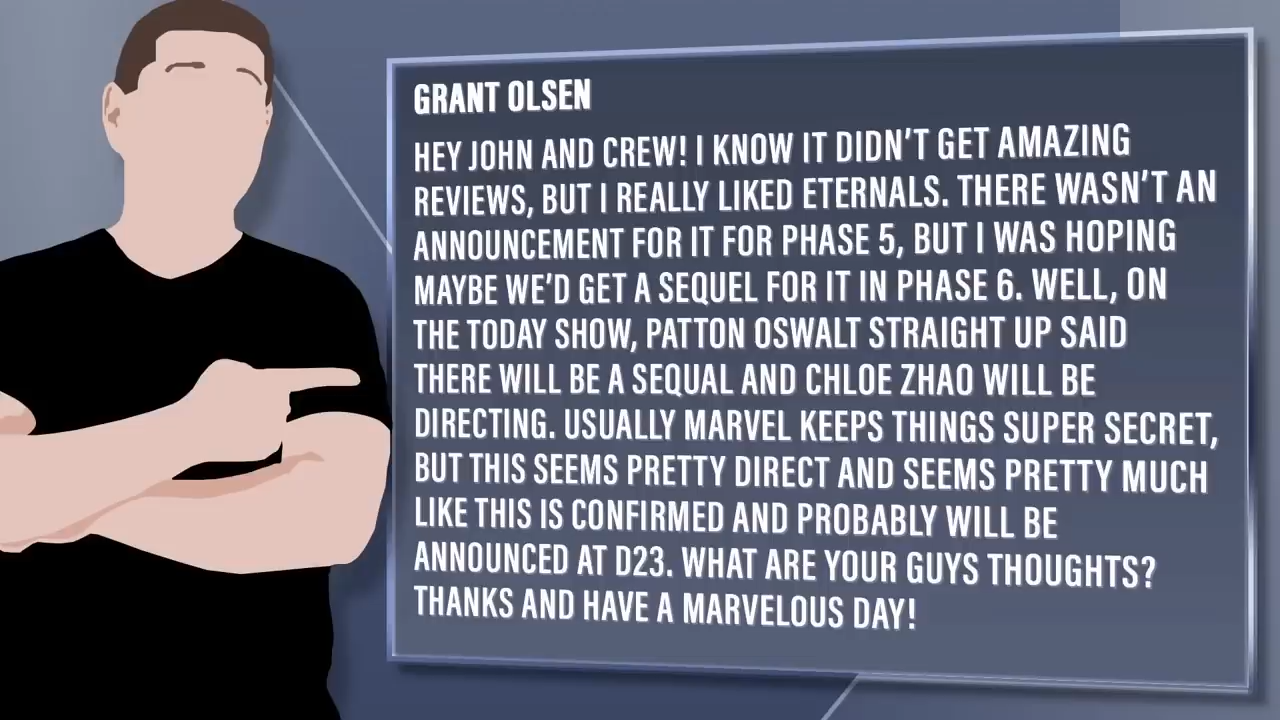 GRANT OLSEN
HEY JOHN AND CREW! I KNOW IT DIDN'T GET AMAZING
REVIEWS, BUT I REALLY LIKED ETERNALS. THERE WASN'T AN
ANNOUNCEMENT FOR IT FOR PHASE 5, BUT I WAS HOPING
MAYBE WE'D GET A SEQUEL FOR IT IN PHASE 6. WELL, ON
THE TODAY SHOW, PATTON OSWALT STRAIGHT UP SAID
THERE WILL BE A SEQUAL AND CHLOE ZHAO WILL BE
DIRECTING. USUALLY MARVEL KEEPS THINGS SUPER SECRET,
BUT THIS SEEMS PRETTY DIRECT AND SEEMS PRETTY MUCH
LIKE THIS IS CONFIRMED AND PROBABLY WILL BE
ANNOUNCED AT D23. WHAT ARE YOUR GUYS THOUGHTS?
THANKS AND HAVE A MARVELOUS DAY!